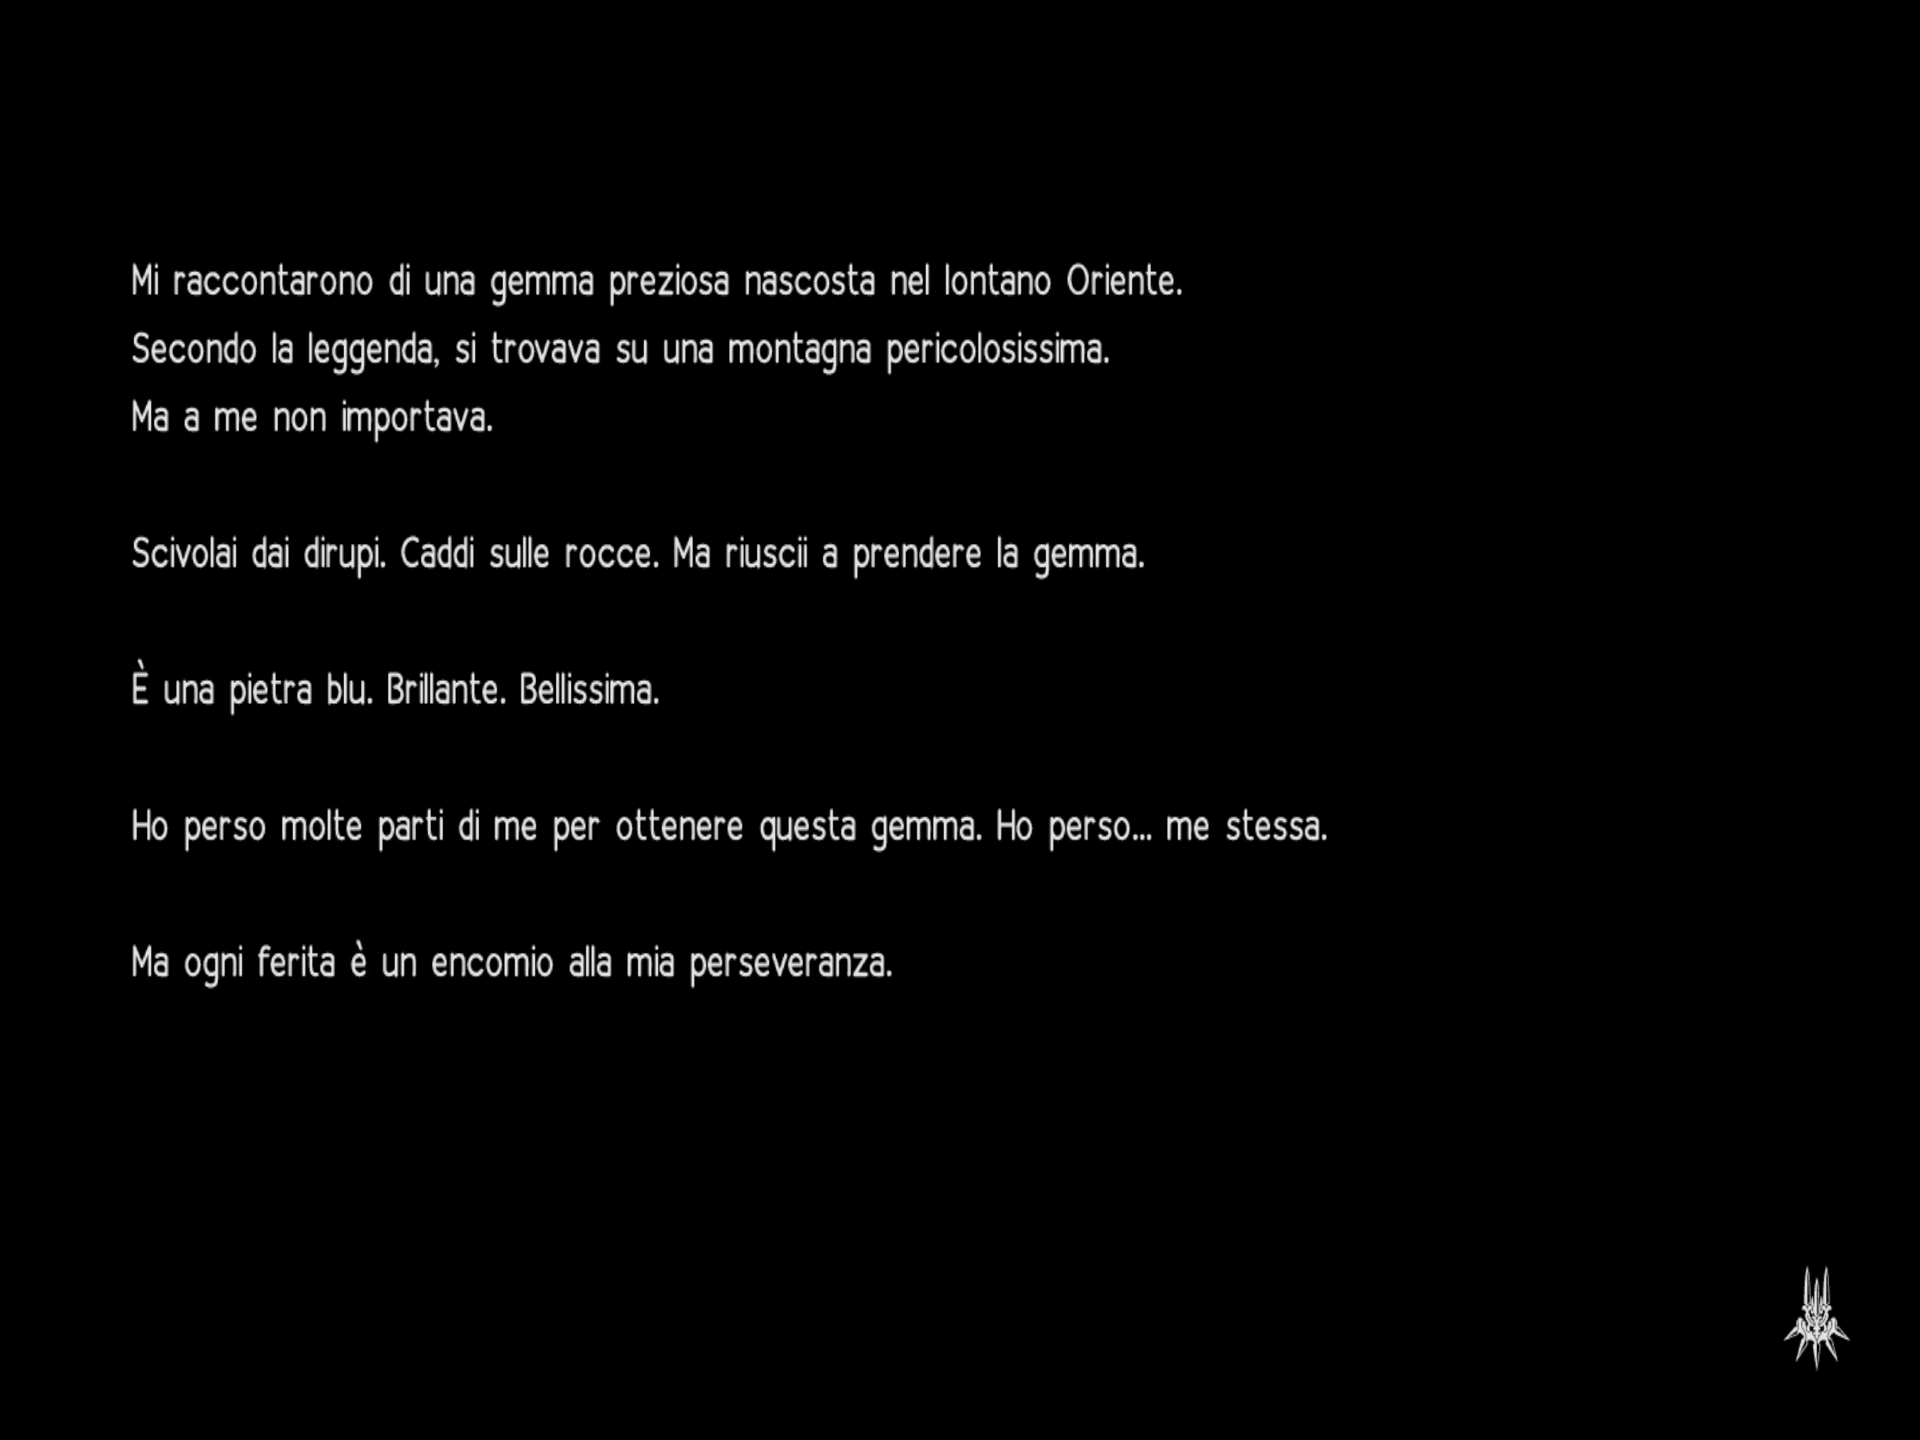 Mi raccontarono di una gemma preziosa nascosta nel lontano Oriente.
Secondo la leggenda, si trovava su una montagna pericolosissima.
Ma a me non importava.
Scivolai dai dirupi. Caddi sulle rocce. Ma riuscii a prendere la gemma.
È una pietra blu. Brillante. Bellissima.
Ho perso molte parti di me per ottenere questa gemma. Ho perso... me stessa.
Ma ogni ferita è un encomio alla mia perseveranza.